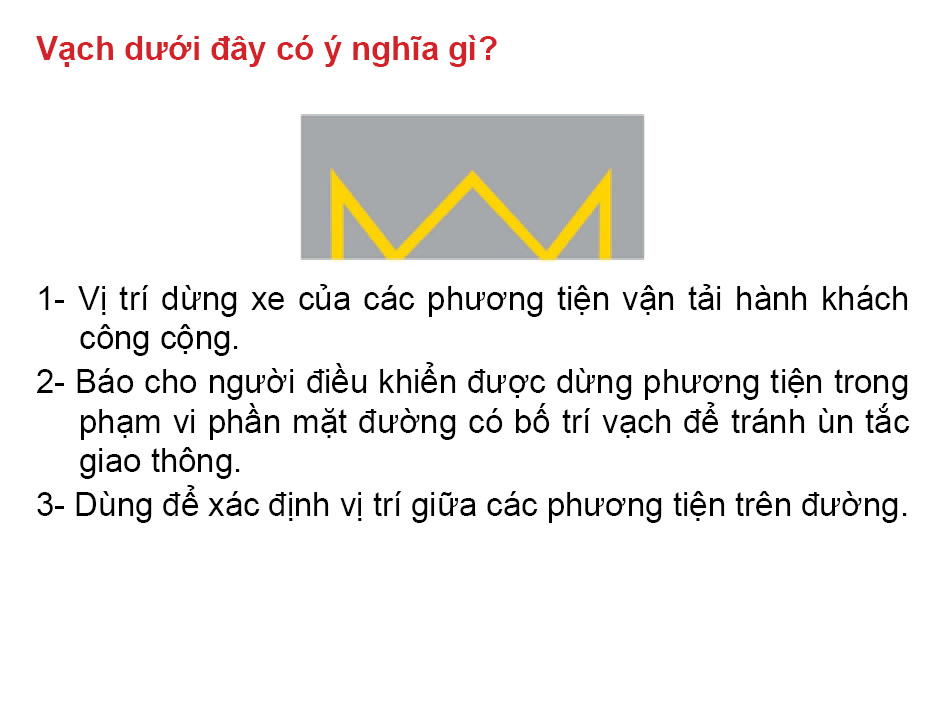 Vạch dưới đây có ý nghĩa gì?
1- Vị trí dừng xe của các phương tiện vận tải hành khách
công cộng.
2- Báo cho người điều khiển được dừng phương tiện trong
phạm vi phần mặt đường có bố trí vạch để tránh ùn tắc
giao thông.
3- Dùng để xác định vị trí giữa các phương tiện trên đường.